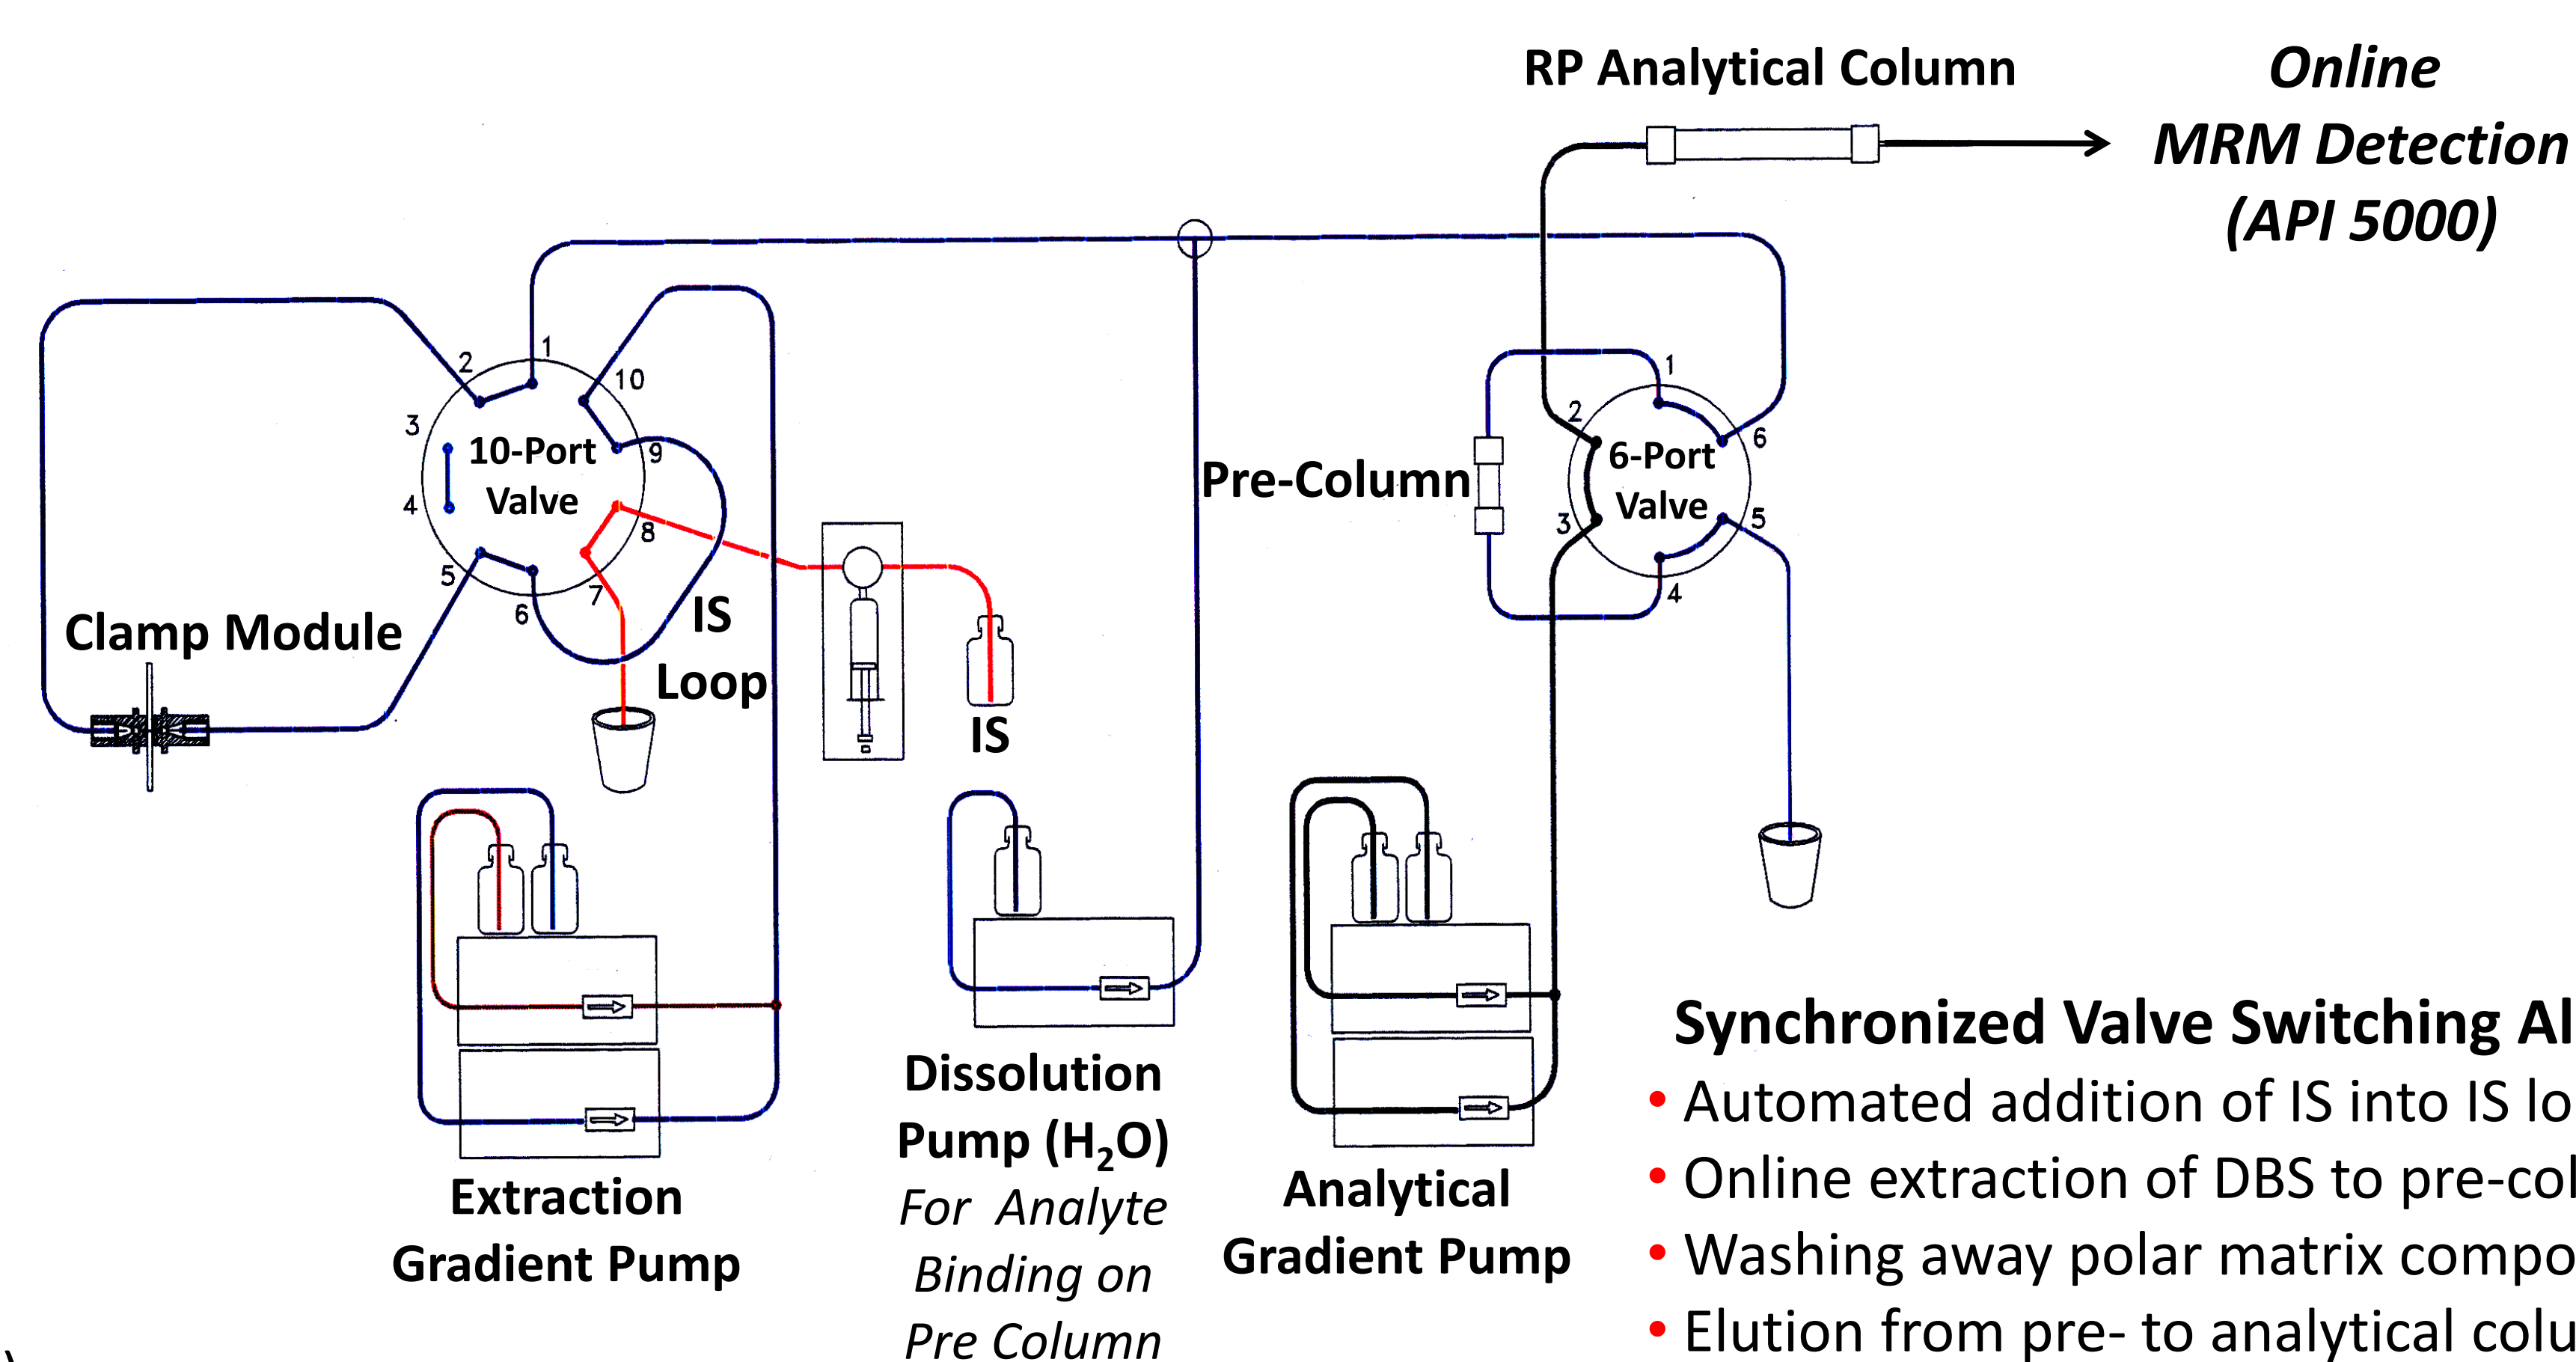 RP Analytical Column
Online
MRM Detection
(API 5000)
1
2
10
3
10-Port
9
4
Valve
8
5
7
6
IS
Loop
Clamp Module
IS
Pre-Column
1
2
6
6-Port
Valve
3
5
4
Extraction
Gradient Pump
Dissolution
Pump (H₂O)
For Analyte
Binding on
Pre Column
Analytical
Gradient Pump
Synchronized Valve Switching Al
• Automated addition of IS into IS lo
• Online extraction of DBS to pre-col
• Washing away polar matrix compo
• Elution from pre- to analytical colu
)